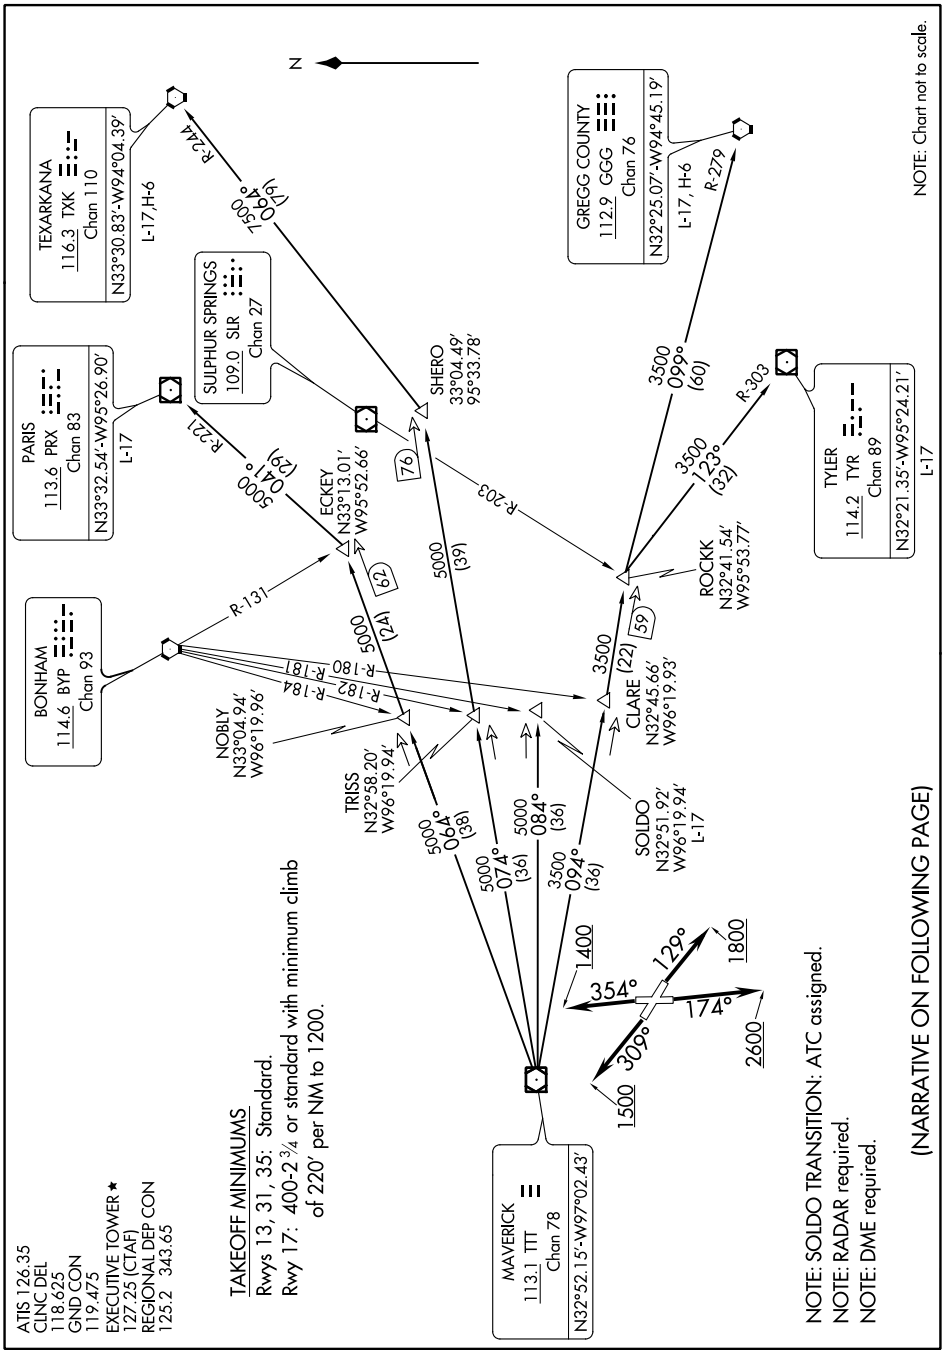 ATIS 126.35
CLNC DEL
118.625
GND CON
119.475
EXECUTIVE TOWER★
127.25 (CTAF)
REGIONAL DEP CON
125.2 343.65
TAKEOFF MINIMUMS
Rwys 13, 31, 35: Standard.
Rwy 17: 400-2 ¾ or standard with minimum climb
of 220' per NM to 1200.
BONHAM
114.6 BYP
Chan 93
PARIS
113.6 PRX
Chan 83
N33°32.54'-W95°26.90'
L-17
TEXARKANA
116.3 TXK
Chan 110
N33°30.83'-W94°04.39'
L-17,H-6
SULPHUR SPRINGS
109.0 SLR
Chan 27
N
R-244
7500
064°
(79)
R-221
5000
041°
(29)
ECKEY
N33°13.01'
W95°52.66'
SHERO
33°04.49'
95°33.78'
R-131
R-184
R-182
R-181
R-180
NOBLY
N33°04.94'
W96°19.96'
5000
(24)
62
76
5000
(39)
R-203
TRISS
N32°58.20'
W96°19.94'
5000
064°
(38)
5000
074°
(36)
5000
084°
(36)
3500
094°
(36)
SOLDO
N32°51.92'
W96°19.94'
L-17
CLARE
N32°45.66'
W96°19.93'
3500
(22)
59
ROCKK
N32°41.54'
W95°53.77'
3500
099°
(60)
R-279
3500
123°
(32)
R-303
GREGG COUNTY
112.9 GGG
Chan 76
N32°25.07'-W94°45.19'
L-17, H-6
TYLER
114.2 TYR
Chan 89
N32°21.35'-W95°24.21'
L-17
MAVERICK
113.1 TTT
Chan 78
N32°52.15'-W97°02.43'
1400
354°
129°
1800
309°
1500
174°
2600
NOTE: SOLDO TRANSITION: ATC assigned.
NOTE: RADAR required.
NOTE: DME required.
NOTE: Chart not to scale.
(NARRATIVE ON FOLLOWING PAGE)